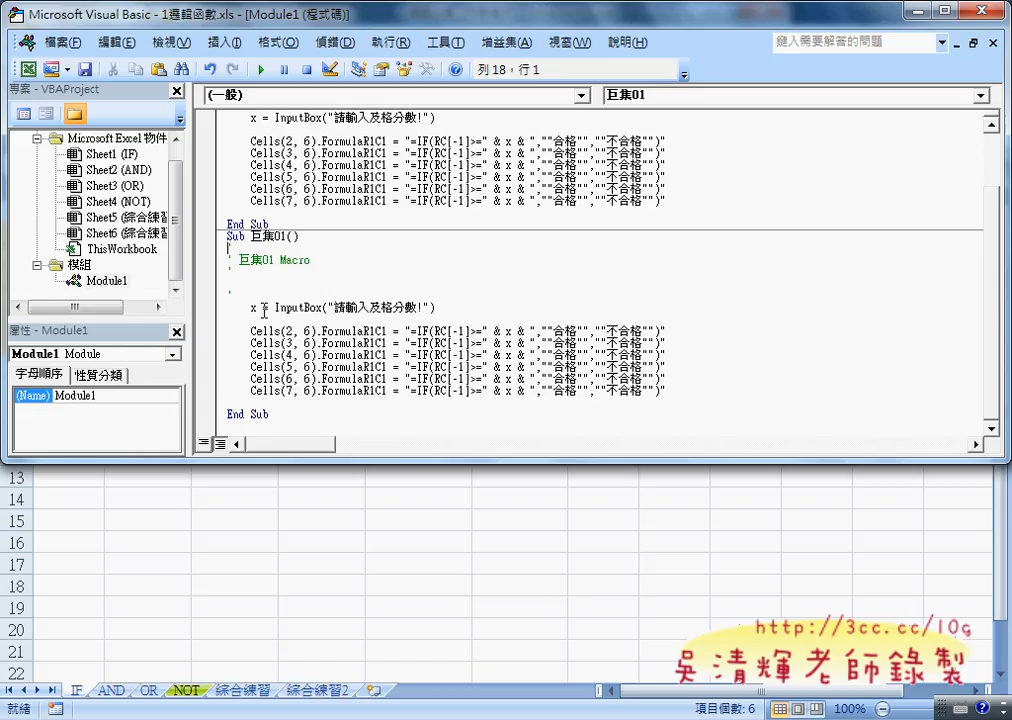 Microsoft Visual Basic - 1邏輯函數.xls - [Module1 (程式碼)]
檔案(F) 編輯(E) 檢視(V) 插入(I) 格式(O) 偵錯(D) 執行(R) 工具(T) 增益集(A) 視窗(W) 說明(H) 鍵入需要解答的問題
列 18，行 1
專案 - VBAProject
Microsoft Excel 物件
Sheet1 (IF)
Sheet2 (AND)
Sheet3 (OR)
Sheet4 (NOT)
Sheet5 (綜合練習
Sheet6 (綜合練習
ThisWorkbook
模組
Module1
屬性 - Module1
Module1 Module
字母順序 性質分類
(Name) Module1
(一般) 巨集01
x = InputBox("請輸入及格分數!")
Cells(2, 6).FormulaR1C1 = "=IF(RC[-1]>=" & x & ",""合格"",""不合格"")"
Cells(3, 6).FormulaR1C1 = "=IF(RC[-1]>=" & x & ",""合格"",""不合格"")"
Cells(4, 6).FormulaR1C1 = "=IF(RC[-1]>=" & x & ",""合格"",""不合格"")"
Cells(5, 6).FormulaR1C1 = "=IF(RC[-1]>=" & x & ",""合格"",""不合格"")"
Cells(6, 6).FormulaR1C1 = "=IF(RC[-1]>=" & x & ",""合格"",""不合格"")"
Cells(7, 6).FormulaR1C1 = "=IF(RC[-1]>=" & x & ",""合格"",""不合格"")"
End Sub
Sub 巨集01()
'
' 巨集01 Macro
'
'
x = InputBox("請輸入及格分數!")
Cells(2, 6).FormulaR1C1 = "=IF(RC[-1]>=" & x & ",""合格"",""不合格"")"
Cells(3, 6).FormulaR1C1 = "=IF(RC[-1]>=" & x & ",""合格"",""不合格"")"
Cells(4, 6).FormulaR1C1 = "=IF(RC[-1]>=" & x & ",""合格"",""不合格"")"
Cells(5, 6).FormulaR1C1 = "=IF(RC[-1]>=" & x & ",""合格"",""不合格"")"
Cells(6, 6).FormulaR1C1 = "=IF(RC[-1]>=" & x & ",""合格"",""不合格"")"
Cells(7, 6).FormulaR1C1 = "=IF(RC[-1]>=" & x & ",""合格"",""不合格"")"
End Sub
13
14
15
16
17
18
19
20
21
22
http://3cc.cc/10g
吳清輝老師錄製
IF AND OR NOT 綜合練習 綜合練習2
就緒 項目個數: 6 100%